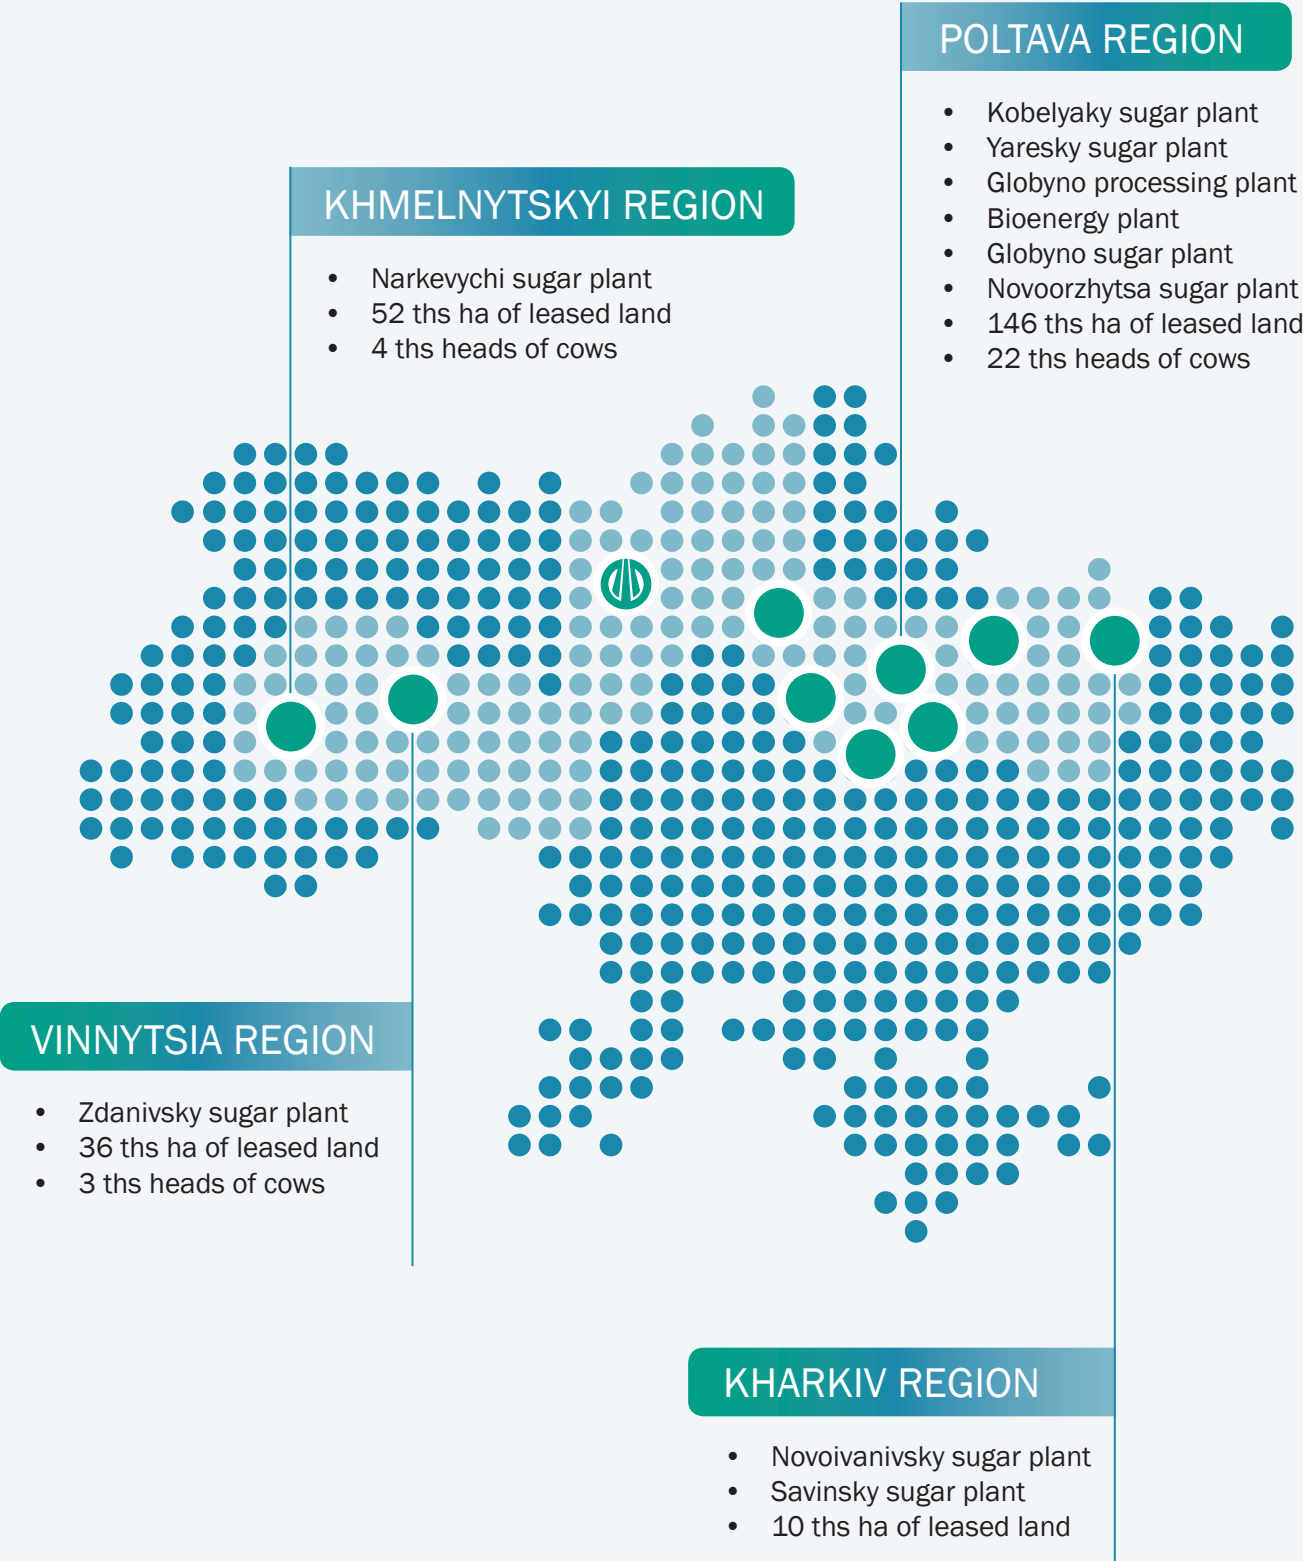 POLTAVA REGION
• Kobelyaky sugar plant
• Yaresky sugar plant
• Globyno processing plant
• Bioenergy plant
• Globyno sugar plant
• Novoorzhytsa sugar plant
• 146 ths ha of leased land
• 22 ths heads of cows
KHMELNYTSKYI REGION
• Narkevychi sugar plant
• 52 ths ha of leased land
• 4 ths heads of cows
VINNYTSIA REGION
• Zdanivsky sugar plant
• 36 ths ha of leased land
• 3 ths heads of cows
KHARKIV REGION
• Novoivanivsky sugar plant
• Savinsky sugar plant
• 10 ths ha of leased land